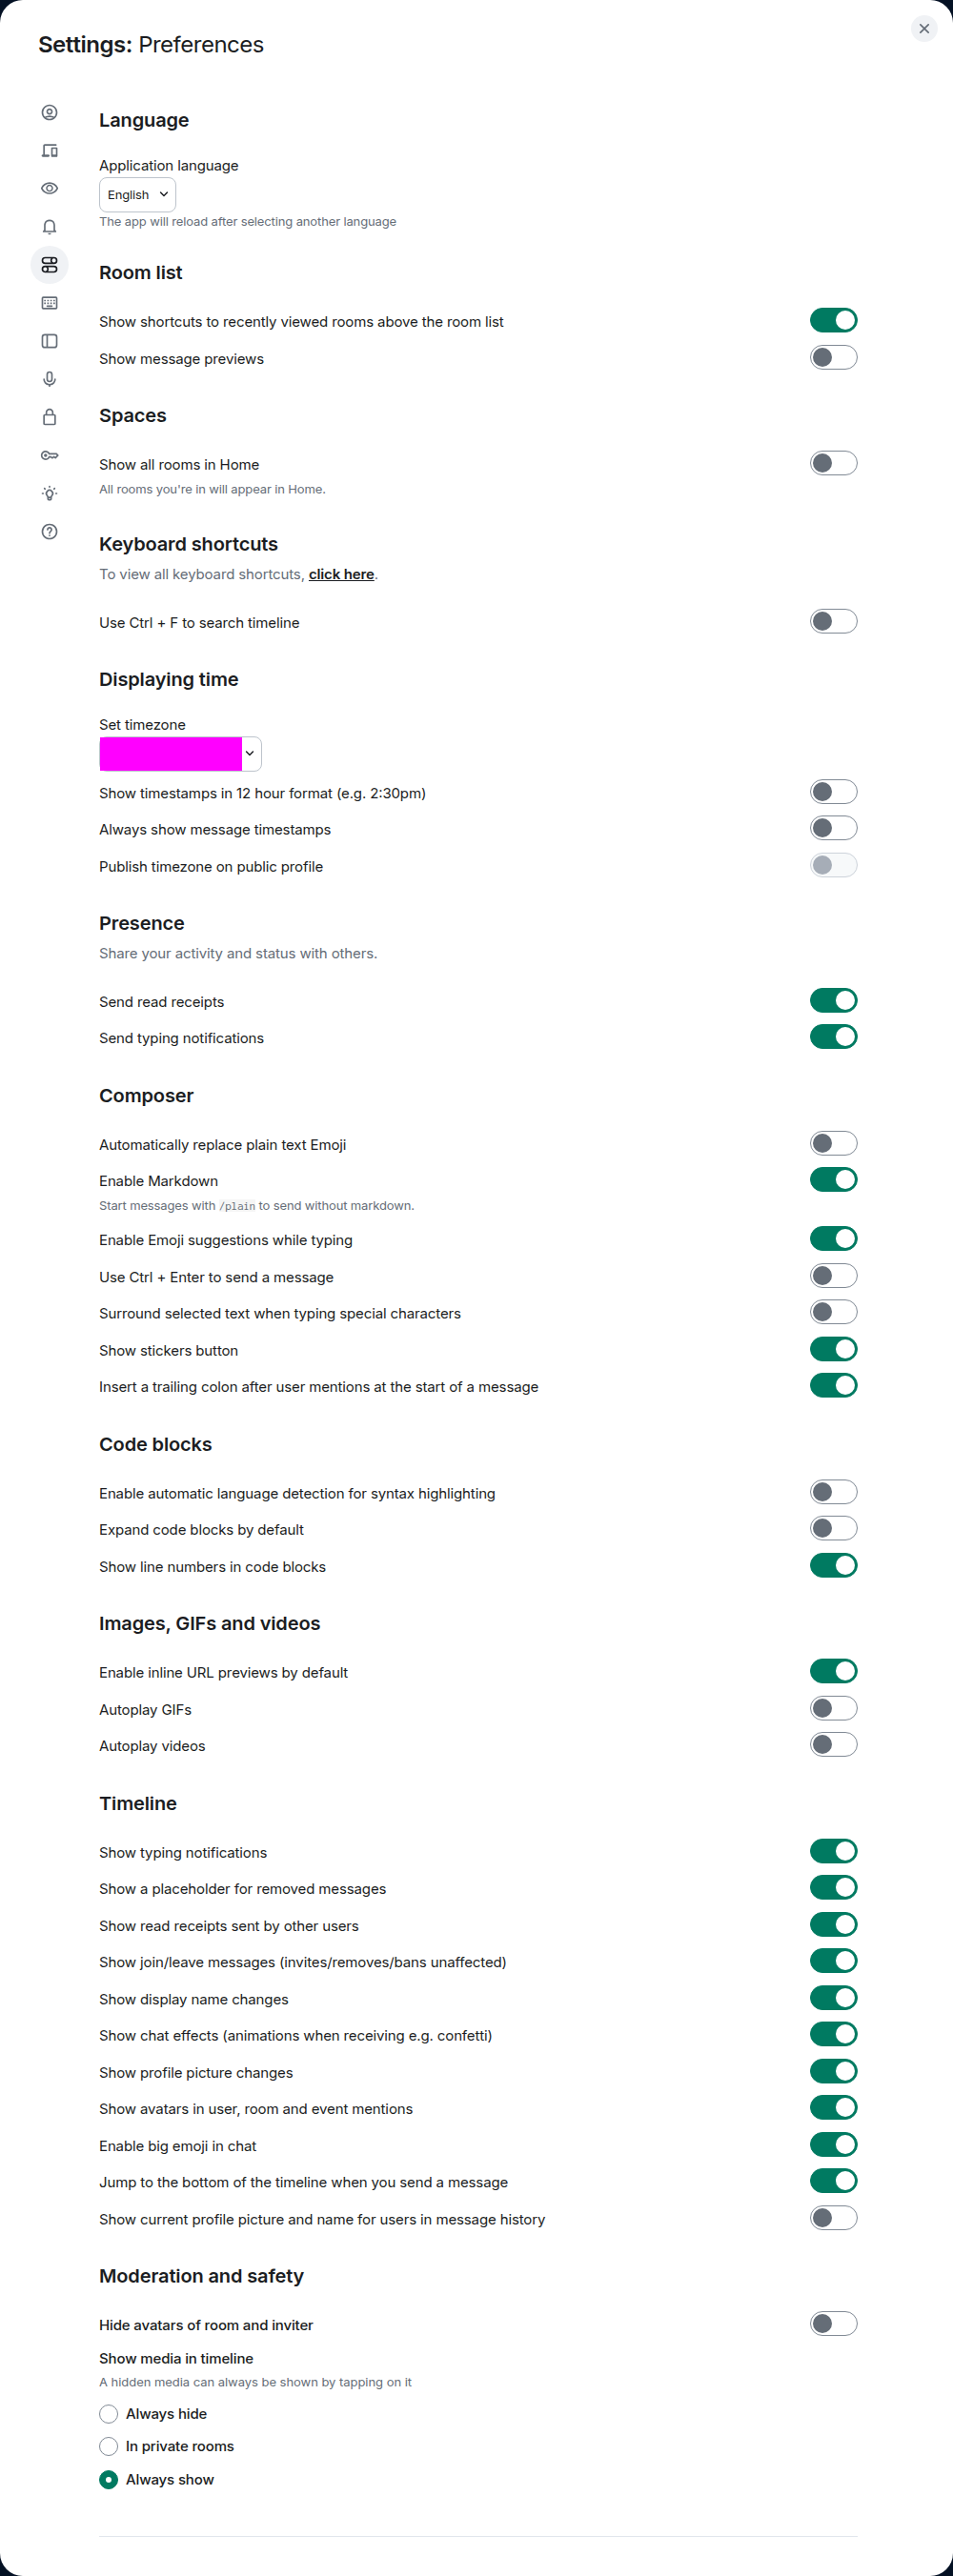 Settings: Preferences
Language
Application language
English
The app will reload after selecting another language
Room list
Show shortcuts to recently viewed rooms above the room list
Show message previews
Spaces
Show all rooms in Home
All rooms you're in will appear in Home.
Keyboard shortcuts
To view all keyboard shortcuts, click here.
Use Ctrl + F to search timeline
Displaying time
Set timezone
Show timestamps in 12 hour format (e.g. 2:30pm)
Always show message timestamps
Publish timezone on public profile
Presence
Share your activity and status with others.
Send read receipts
Send typing notifications
Composer
Automatically replace plain text Emoji
Enable Markdown
Start messages with /plain to send without markdown.
Enable Emoji suggestions while typing
Use Ctrl + Enter to send a message
Surround selected text when typing special characters
Show stickers button
Insert a trailing colon after user mentions at the start of a message
Code blocks
Enable automatic language detection for syntax highlighting
Expand code blocks by default
Show line numbers in code blocks
Images, GIFs and videos
Enable inline URL previews by default
Autoplay GIFs
Autoplay videos
Timeline
Show typing notifications
Show a placeholder for removed messages
Show read receipts sent by other users
Show join/leave messages (invites/removes/bans unaffected)
Show display name changes
Show chat effects (animations when receiving e.g. confetti)
Show profile picture changes
Show avatars in user, room and event mentions
Enable big emoji in chat
Jump to the bottom of the timeline when you send a message
Show current profile picture and name for users in message history
Moderation and safety
Hide avatars of room and inviter
Show media in timeline
A hidden media can always be shown by tapping on it
Always hide
In private rooms
Always show